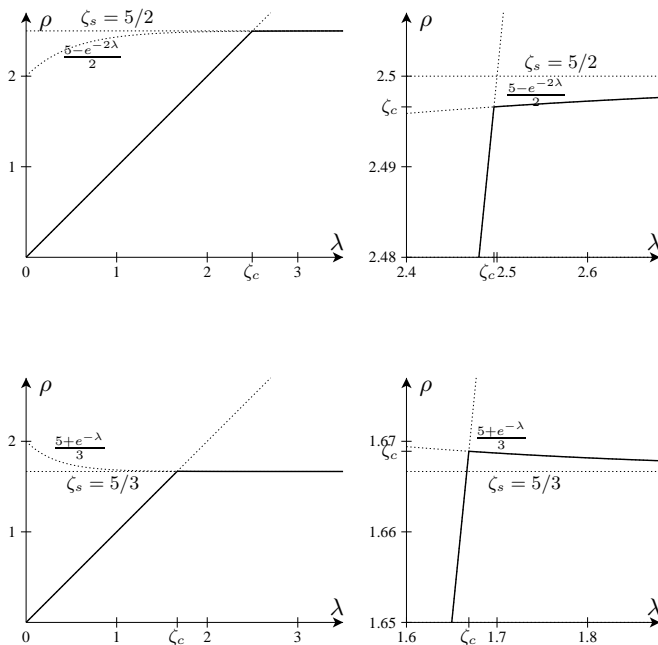 ρ
ζs = 5/2
5−e^{−2λ}
2
2
1
λ
0 1 2 ζc 3
ρ
ζs = 5/2
2.5
5−e^{−2λ}
2
ζc
2.49
λ
2.48
2.4 ζc 2.5 2.6
ρ
2
5+e^{−λ}
3
ζs = 5/3
1
λ
0 1 ζc 2 3
ρ
5+e^{−λ}
3
1.67
ζc
ζs = 5/3
1.66
λ
1.65
1.6 ζc 1.7 1.8